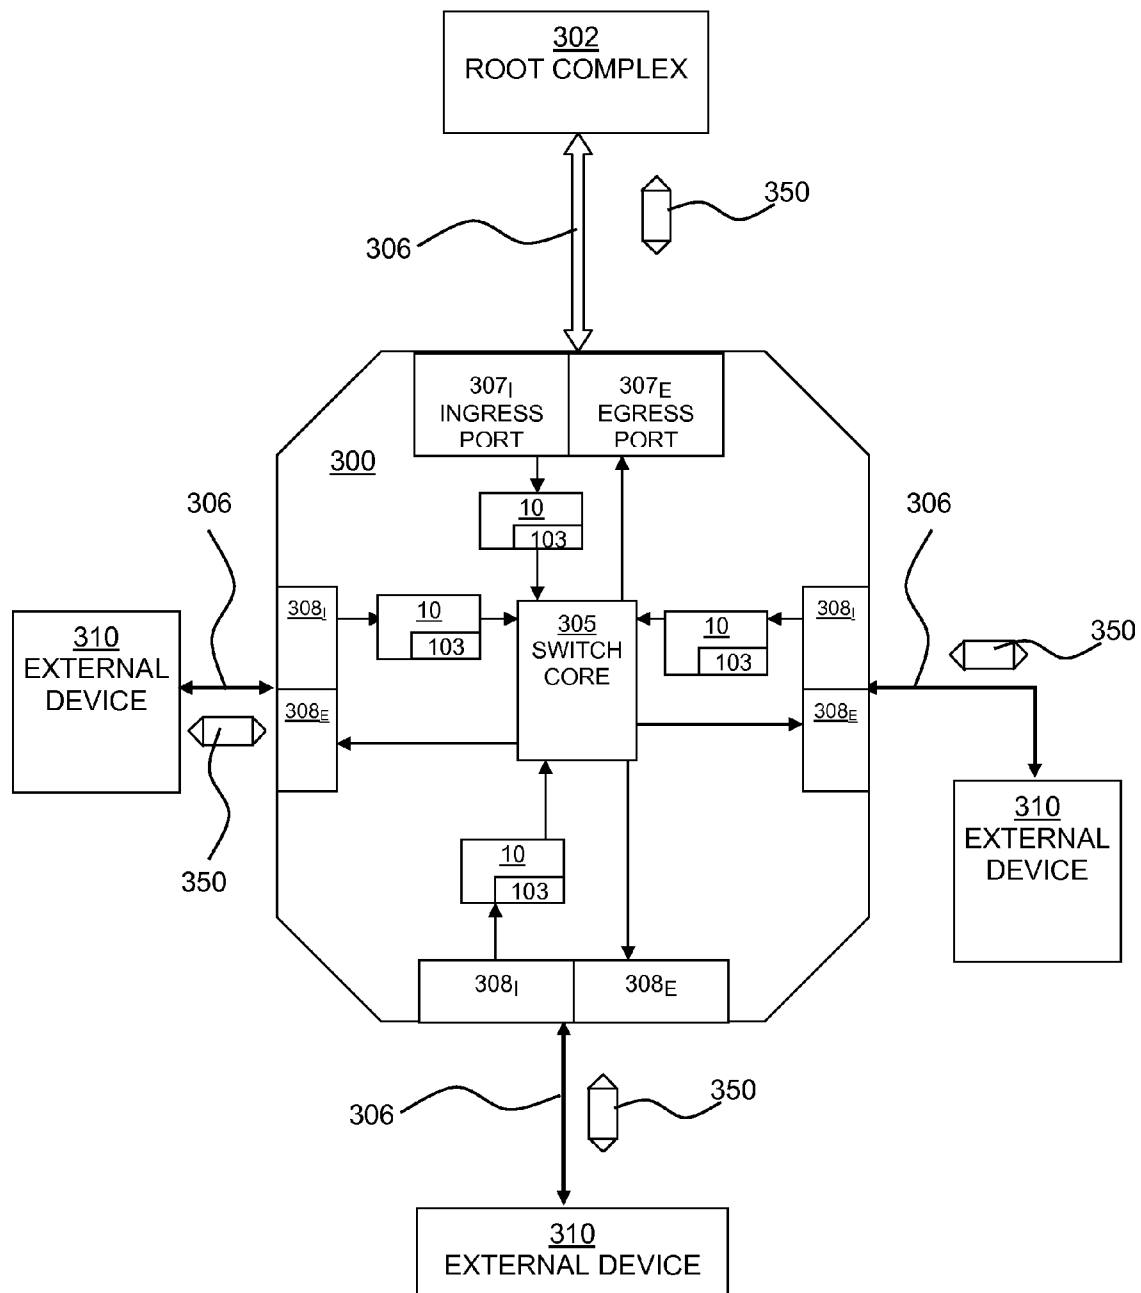 302
ROOT COMPLEX
350
306
307I
INGRESS
PORT
307E
EGRESS
PORT
300
10
103
306
306
308I
10
103
305
SWITCH
CORE
10
103
308I
350
310
EXTERNAL
DEVICE
308E
308E
350
310
EXTERNAL
DEVICE
10
103
308I
308E
306
350
310
EXTERNAL DEVICE